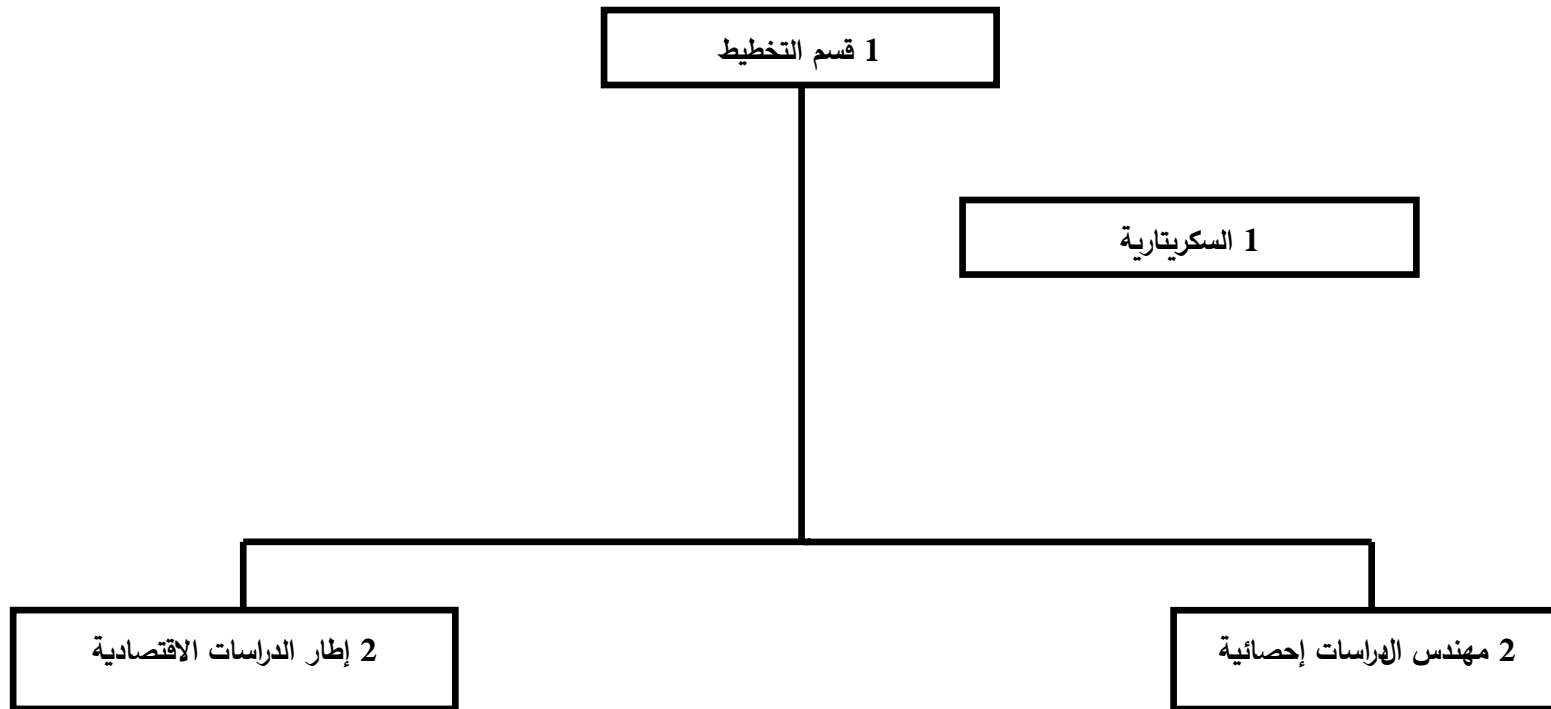 1 قسم التخطيط
1 السكريتارية
2 مهندس الدراسات إحصائية
2 إطار الدراسات الاقتصادية